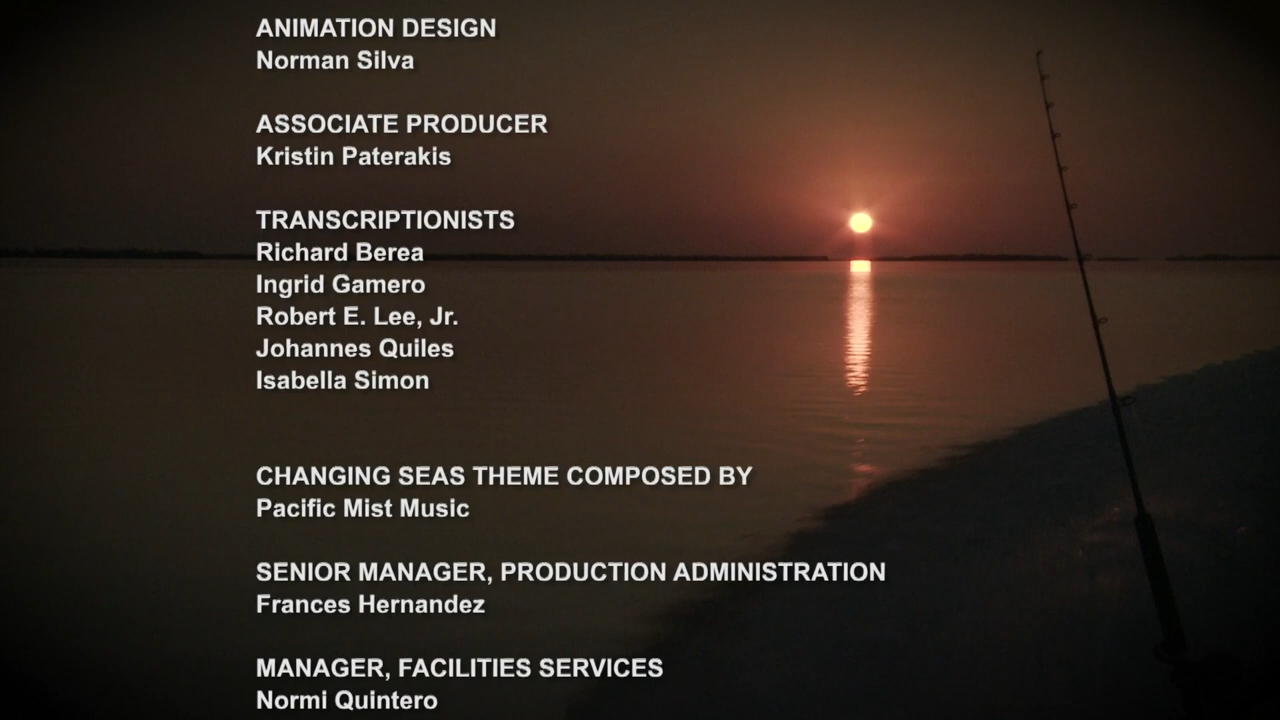 ANIMATION DESIGN
Norman Silva
ASSOCIATE PRODUCER
Kristin Paterakis
TRANSCRIPTIONISTS
Richard Berea
Ingrid Gamero
Robert E. Lee, Jr.
Johannes Quiles
Isabella Simon
CHANGING SEAS THEME COMPOSED BY
Pacific Mist Music
SENIOR MANAGER, PRODUCTION ADMINISTRATION
Frances Hernandez
MANAGER, FACILITIES SERVICES
Normi Quintero